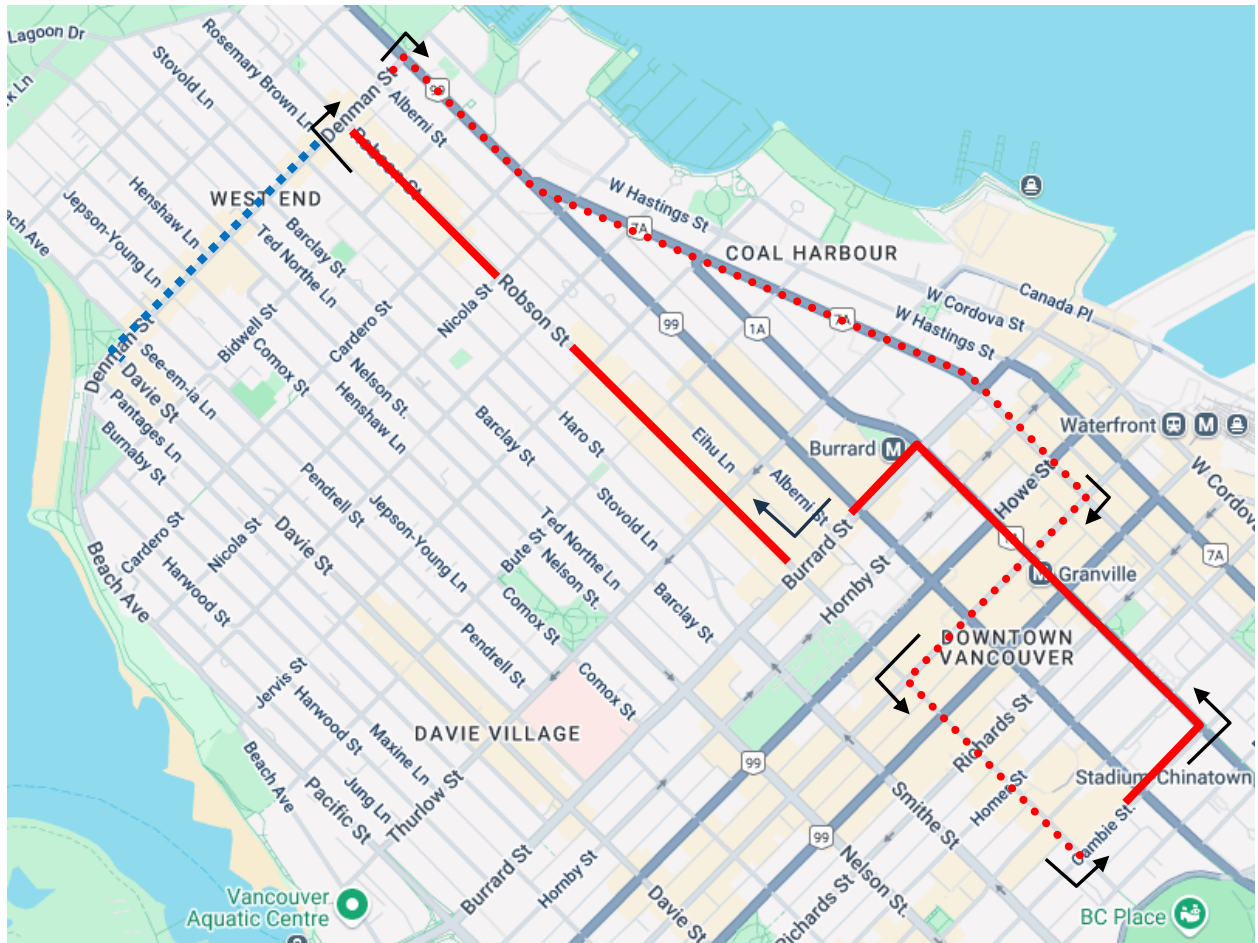 Lagoon Dr
Rosemary Brown Ln
Stovold Ln
Denman St
Alberni St
99
Robson St
WEST END
Henshaw Ln
Jepson-Young Ln
Barclay St
Ted Northe Ln
W Hastings St
7A
COAL HARBOUR
Canada Pl
W Cordova St
W Hastings St
7A
Beach Ave
Nicola St
Robson St
99
1A
Cardero St
Bidwell St
Comox St
Nelson St.
Henshaw Ln
Denman St
See-em-ia Ln
Davie St
Pantages Ln
Burnaby St
Barclay St
Haro St
Eihu Ln
Burrard
M
Waterfront
M
W Cordov
Howe St
Alberni St.
Pendrell St
Jepson-Young Ln
Stovold Ln
Ted Northe Ln
Nelson St.
Bute St
Cardero St
Nicola St
Davie St
Harwood St
Beach Ave
Burrard St
Hornby St
Granville
M
7A
Comox St
Barclay St
DOWNTOWN
VANCOUVER
Pendrell St
Comox St
Jervis St
Harwood St
Maxine Ln
DAVIE VILLAGE
Richards St
99
Stadium-Chinatown
Homer St
Cambie St.
Beach Ave
Pacific St
Jung Ln
Thurlow St
Smithe St
99
Nelson St.
Burrard St
Hornby St
Davie St
Richards St
Vancouver
Aquatic Centre
BC Place